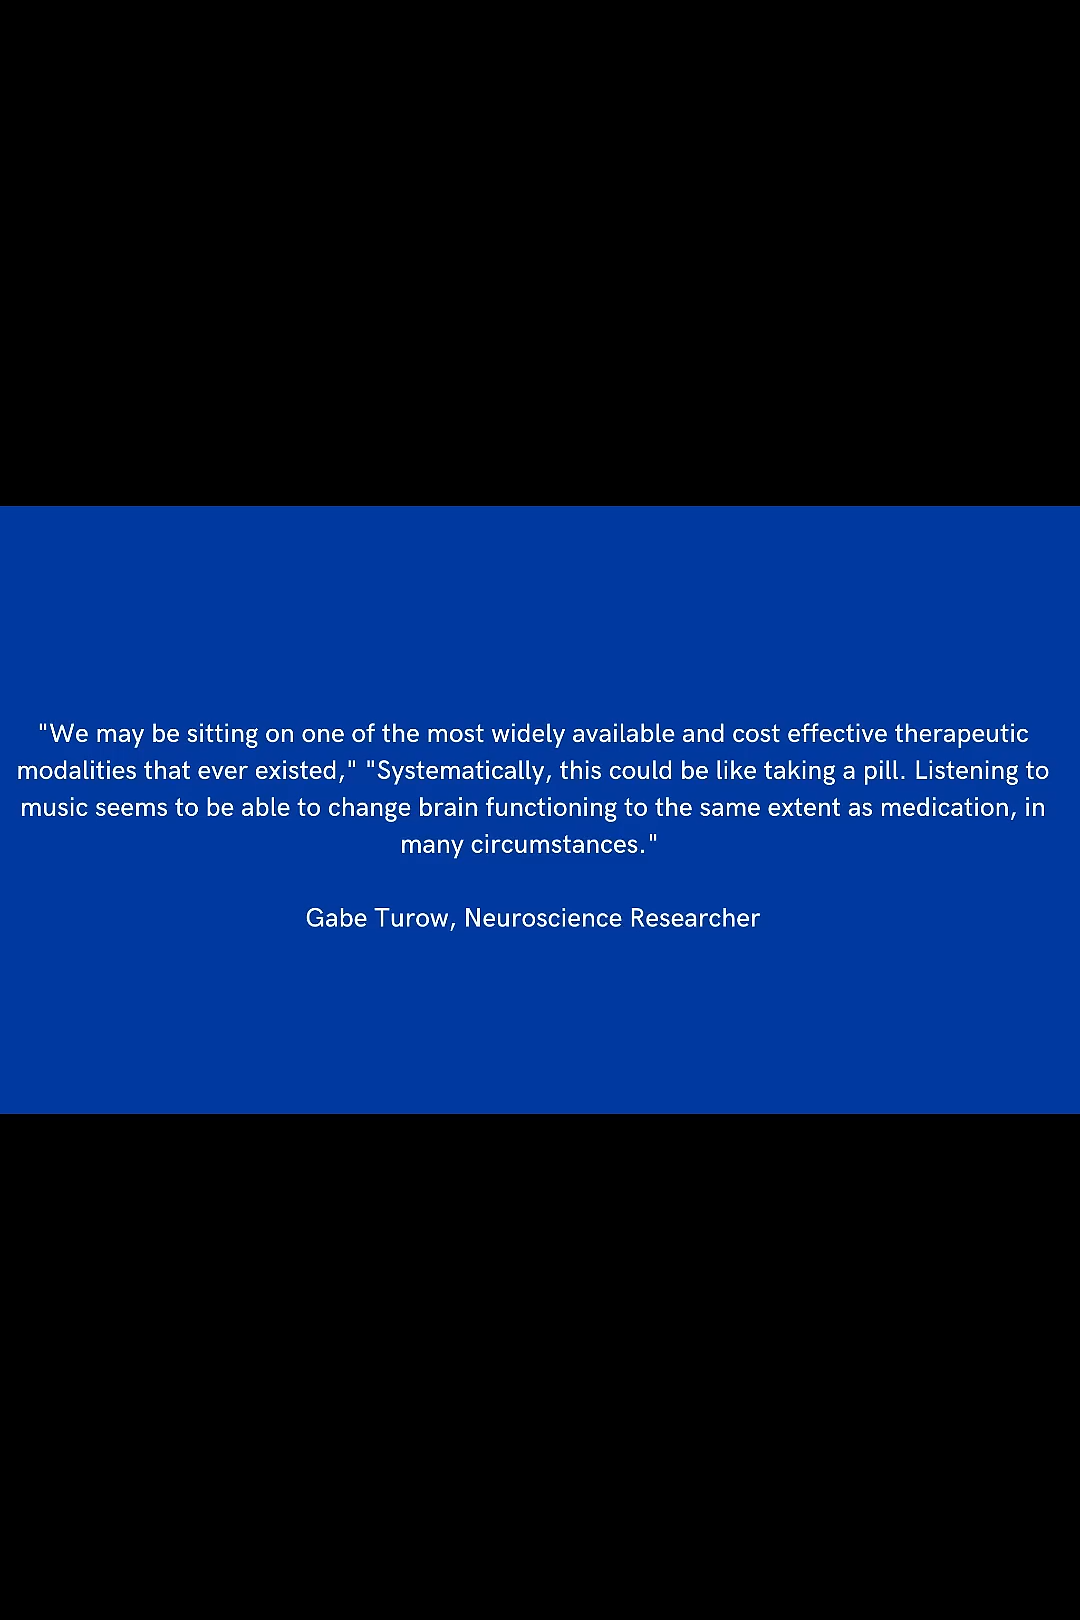 "We may be sitting on one of the most widely available and cost effective therapeutic
modalities that ever existed," "Systematically, this could be like taking a pill. Listening to
music seems to be able to change brain functioning to the same extent as medication, in
many circumstances."
Gabe Turow, Neuroscience Researcher